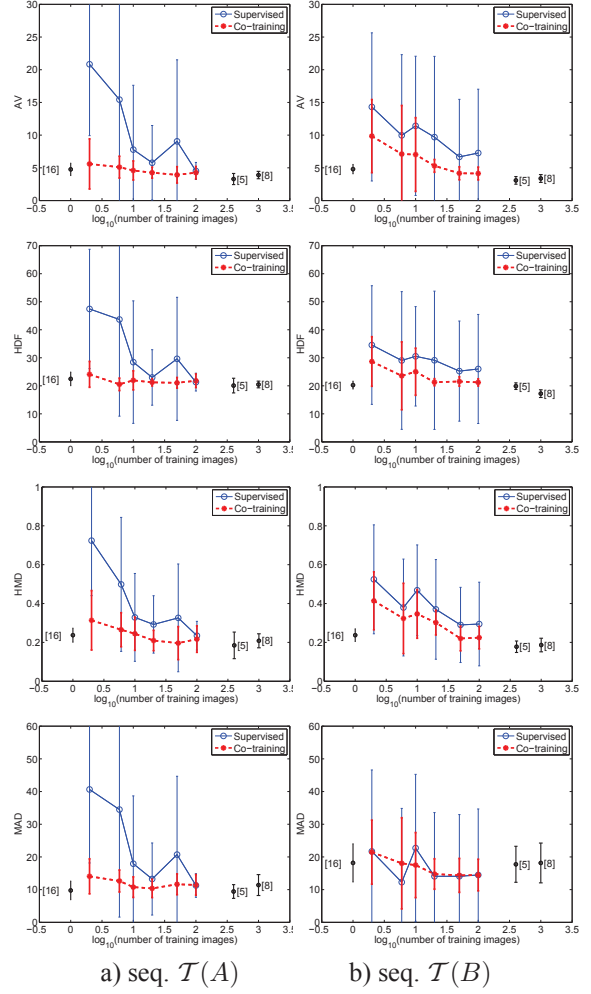 30
25
20
15
10
5
0
AV
Supervised
Co-training
[16]
[5]
[8]
−0.5 0 0.5 1 1.5 2 2.5 3 3.5
log10(number of training images)
30
25
20
15
10
5
0
AV
Supervised
Co-training
[16]
[5]
[8]
−0.5 0 0.5 1 1.5 2 2.5 3 3.5
log10(number of training images)
70
60
50
40
30
20
10
0
HDF
Supervised
Co-training
[16]
[5]
[8]
−0.5 0 0.5 1 1.5 2 2.5 3 3.5
log10(number of training images)
70
60
50
40
30
20
10
0
HDF
Supervised
Co-training
[16]
[5]
[8]
−0.5 0 0.5 1 1.5 2 2.5 3 3.5
log10(number of training images)
1
0.8
0.6
0.4
0.2
0
HMD
Supervised
Co-training
[16]
[5]
[8]
−0.5 0 0.5 1 1.5 2 2.5 3 3.5
log10(number of training images)
1
0.8
0.6
0.4
0.2
0
HMD
Supervised
Co-training
[16]
[5]
[8]
−0.5 0 0.5 1 1.5 2 2.5 3 3.5
log10(number of training images)
60
50
40
30
20
10
0
MAD
Supervised
Co-training
[16]
[5]
[8]
−0.5 0 0.5 1 1.5 2 2.5 3 3.5
log10(number of training images)
60
50
40
30
20
10
0
MAD
Supervised
Co-training
[16]
[5]
[8]
−0.5 0 0.5 1 1.5 2 2.5 3 3.5
log10(number of training images)
a) seq. T(A)
b) seq. T(B)